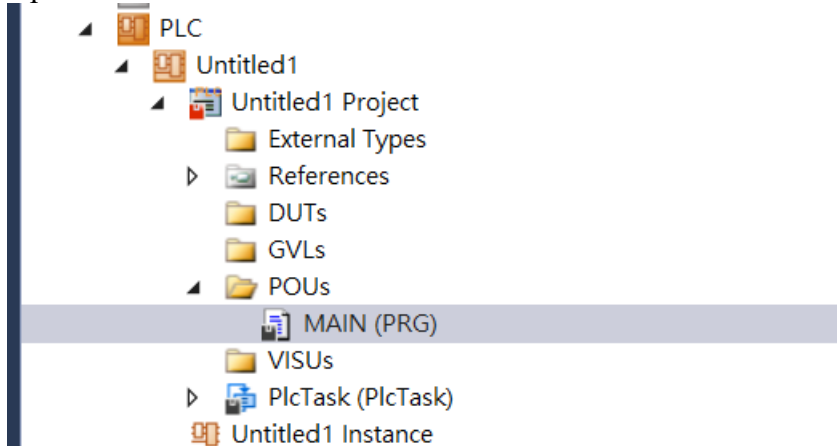 PLC
Untitled1
Untitled1 Project
External Types
References
DUTs
GVLs
POUs
MAIN (PRG)
VISUs
PlcTask (PlcTask)
Untitled1 Instance